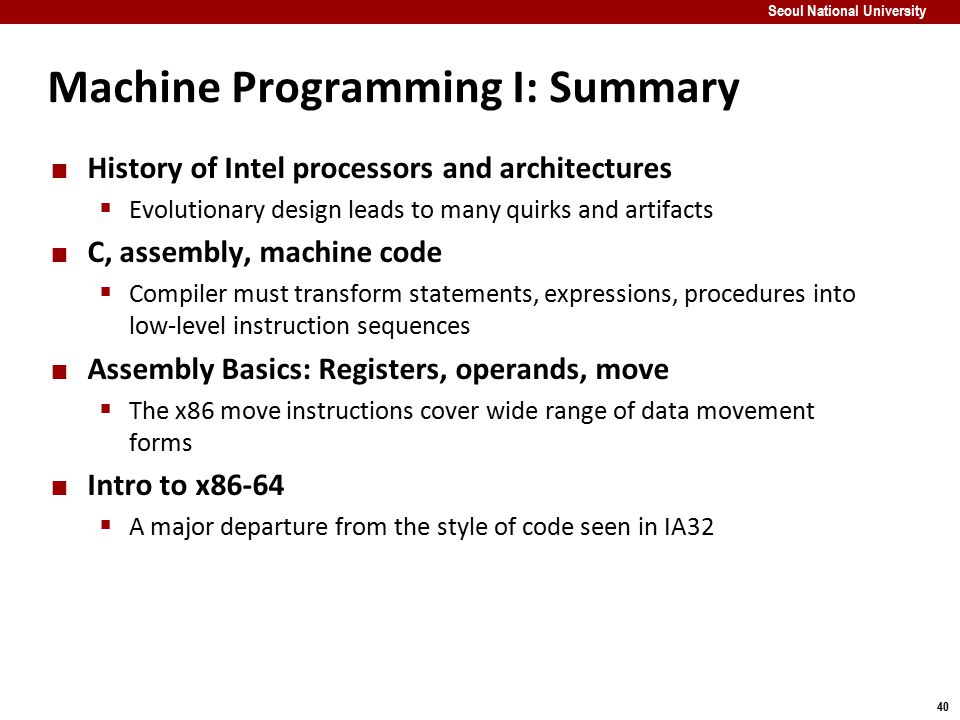 Seoul National University
Machine Programming I: Summary
■ History of Intel processors and architectures
▪ Evolutionary design leads to many quirks and artifacts
■ C, assembly, machine code
▪ Compiler must transform statements, expressions, procedures into
low-level instruction sequences
■ Assembly Basics: Registers, operands, move
▪ The x86 move instructions cover wide range of data movement
forms
■ Intro to x86-64
▪ A major departure from the style of code seen in IA32
40